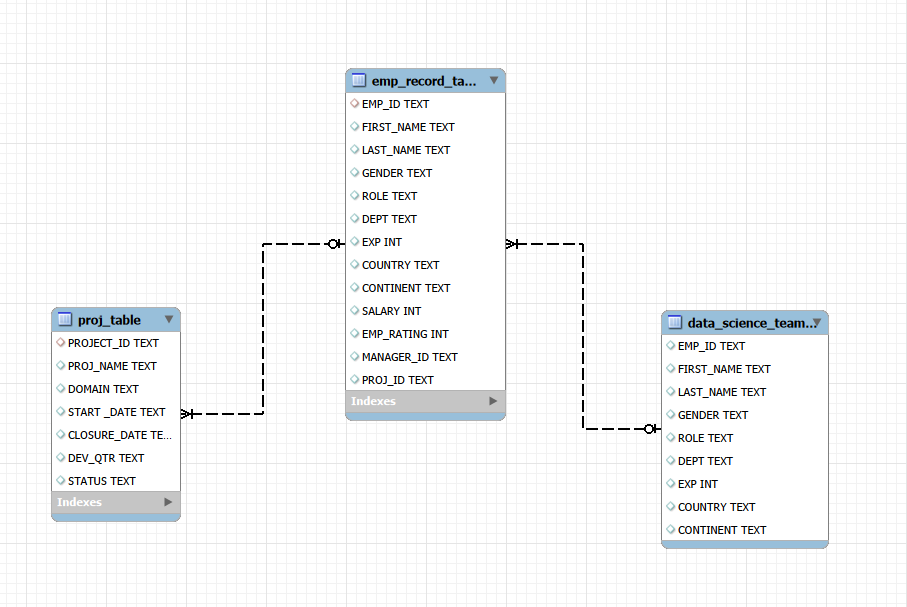 emp_record_ta...
EMP_ID TEXT
FIRST_NAME TEXT
LAST_NAME TEXT
GENDER TEXT
ROLE TEXT
DEPT TEXT
EXP INT
COUNTRY TEXT
CONTINENT TEXT
SALARY INT
EMP_RATING INT
MANAGER_ID TEXT
PROJ_ID TEXT
Indexes
proj_table
PROJECT_ID TEXT
PROJ_NAME TEXT
DOMAIN TEXT
START _DATE TEXT
CLOSURE_DATE TE...
DEV_QTR TEXT
STATUS TEXT
Indexes
data_science_team...
EMP_ID TEXT
FIRST_NAME TEXT
LAST_NAME TEXT
GENDER TEXT
ROLE TEXT
DEPT TEXT
EXP INT
COUNTRY TEXT
CONTINENT TEXT